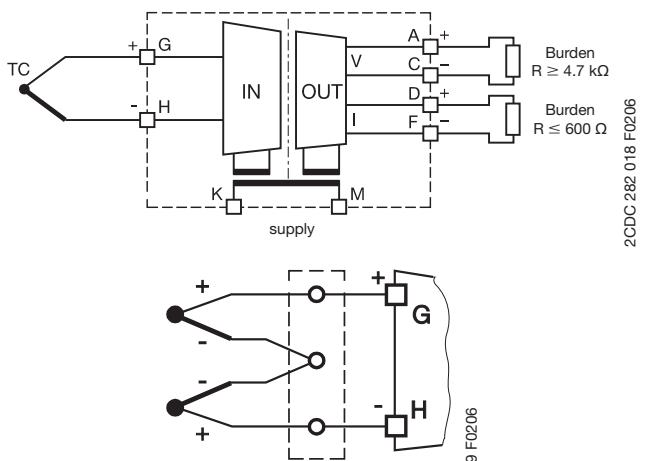 + G
TC
- H
IN
OUT
V
I
A +
C -
D +
F -
Burden
R ≥ 4.7 kΩ
Burden
R ≤ 600 Ω
K
M
supply
2CDC 282 018 F0206
+
-
-
+
+
G
-
H
9 F0206